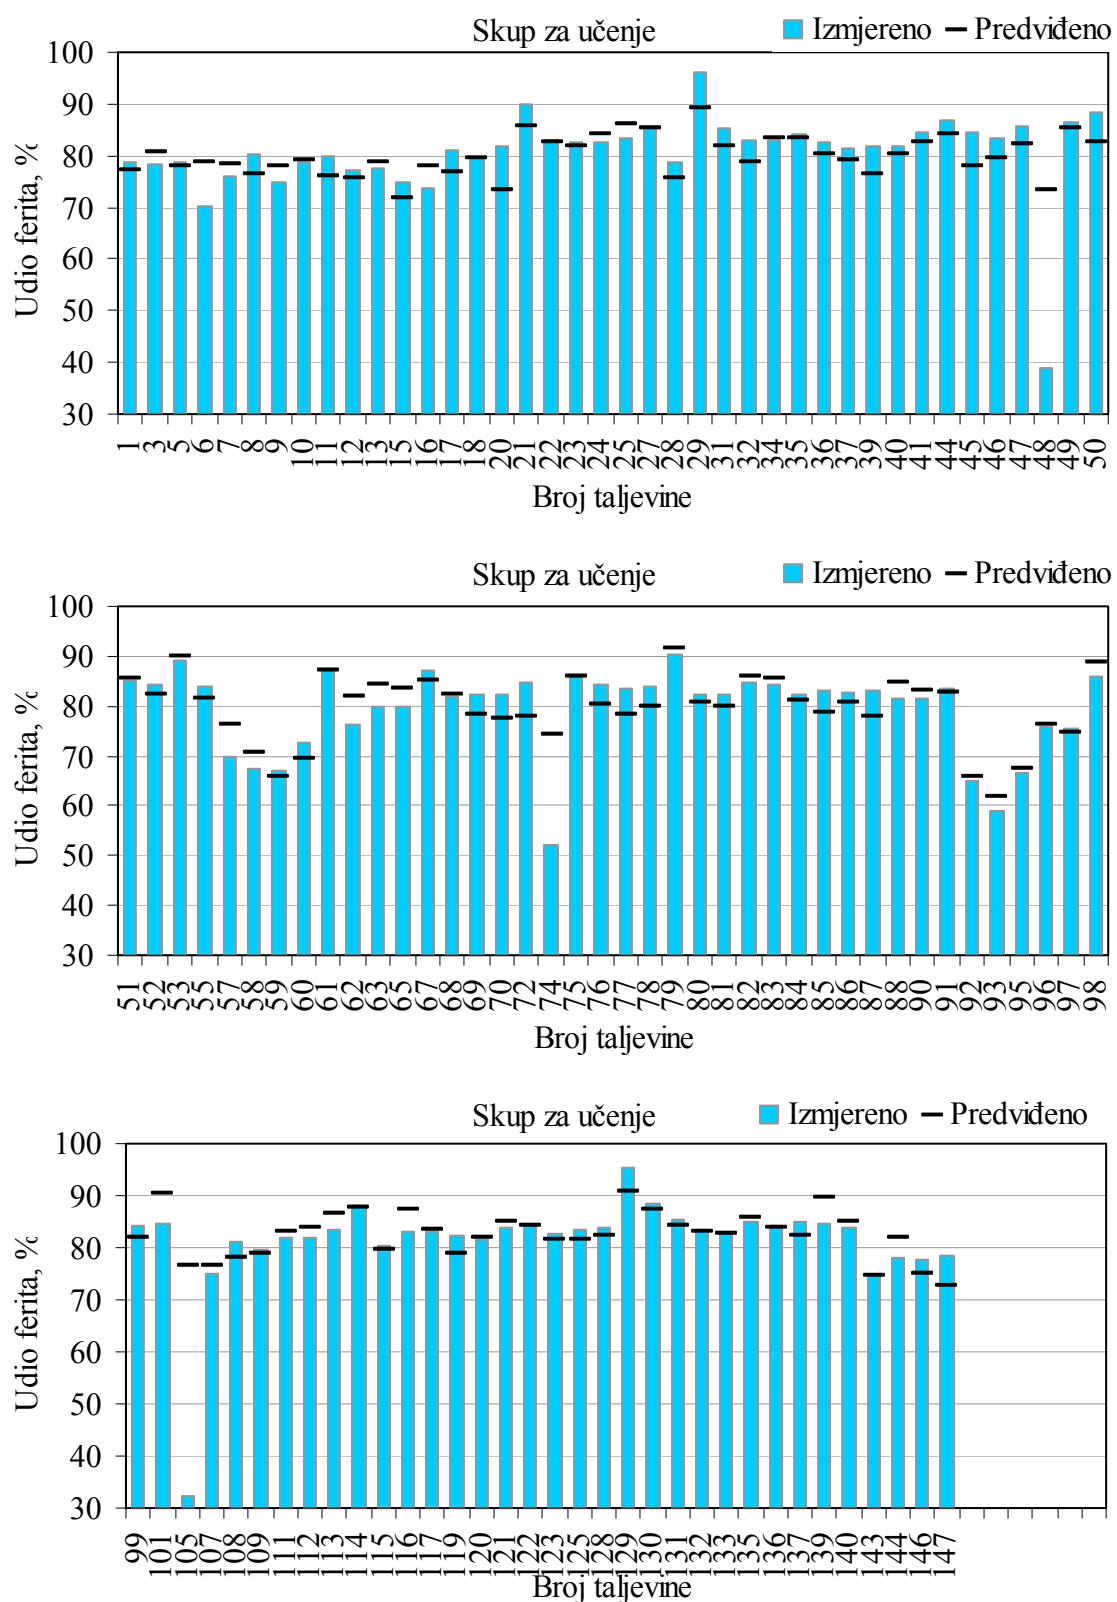 Skup za učenje Izmjereno Predviđeno
100
90
80
70
60
50
40
30
Udio ferita, %
1 3 5 6 7 8 9 10 11 12 13 15 16 17 18 20 21 22 23 24 25 27 28 29 31 32 34 35 36 37 39 40 41 44 45 46 47 48 49 50
Broj taljevine
Skup za učenje Izmjereno Predviđeno
100
90
80
70
60
50
40
30
Udio ferita, %
51 52 53 55 57 58 59 60 61 62 63 65 67 68 69 70 72 74 75 76 77 78 79 80 81 82 83 84 85 86 87 88 90 91 92 93 95 96 97 98
Broj taljevine
Skup za učenje Izmjereno Predviđeno
100
90
80
70
60
50
40
30
Udio ferita, %
99 101 105 107 108 109 111 112 113 114 115 116 117 119 120 121 122 123 125 128 129 130 131 132 133 135 136 137 139 140 143 144 146 147
Broj taljevine